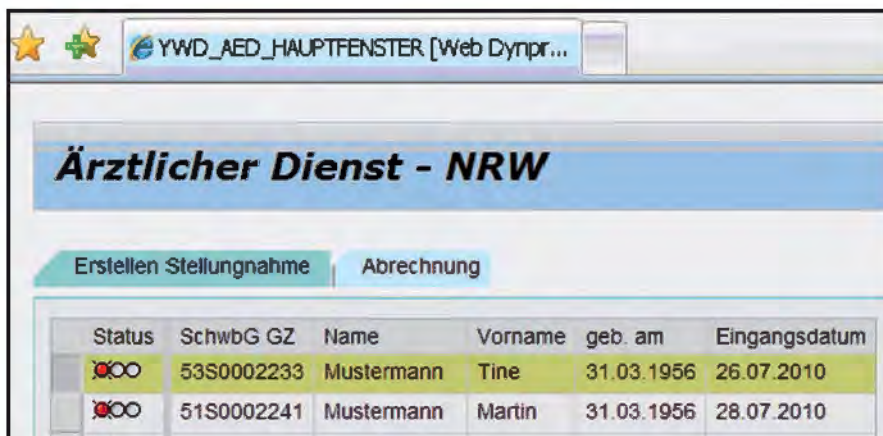 YWD_AED_HAUPTFENSTER [Web Dynpr...
Ärztlicher Dienst - NRW
Erstellen Stellungnahme Abrechnung
Status SchwbG GZ Name Vorname geb. am Eingangsdatum
53S0002233 Mustermann Tine 31.03.1956 26.07.2010
51S0002241 Mustermann Martin 31.03.1956 28.07.2010